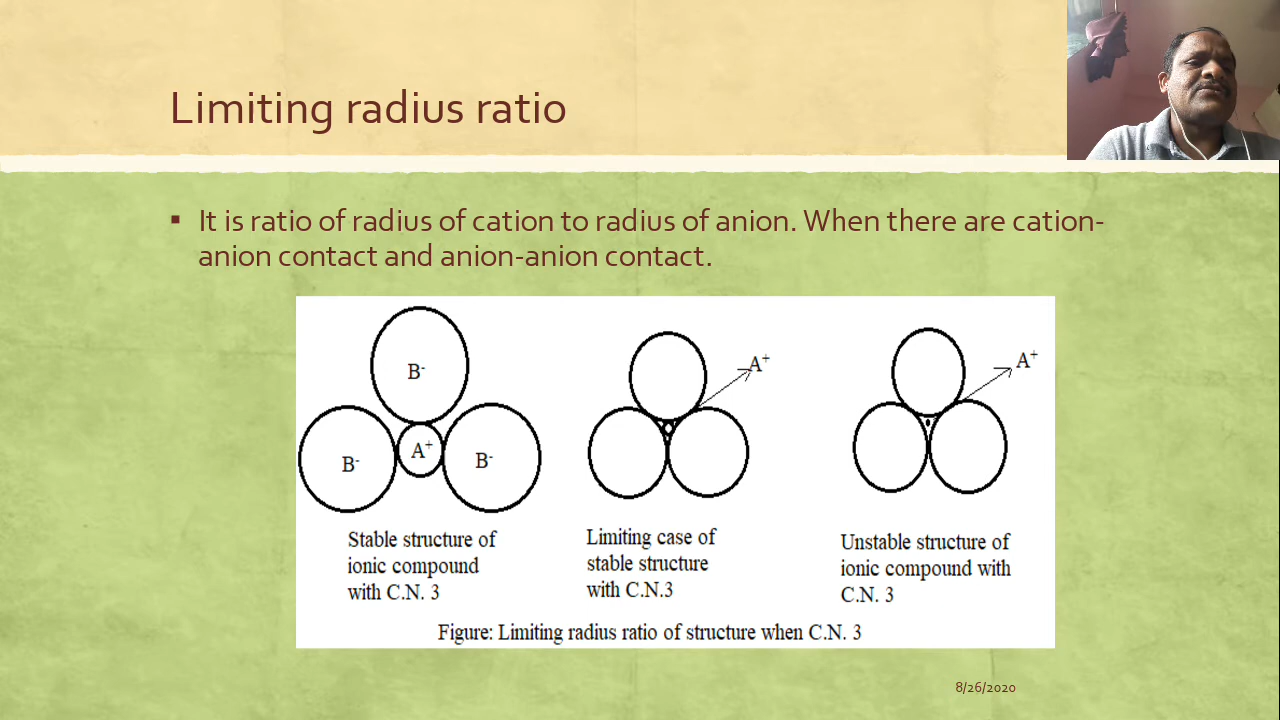 Limiting radius ratio
▪ It is ratio of radius of cation to radius of anion. When there are cation-
anion contact and anion-anion contact.
B-
B-
A+
B-
A+
A+
Stable structure of
ionic compound
with C.N. 3
Limiting case of
stable structure
with C.N.3
Unstable structure of
ionic compound with
C.N. 3
Figure: Limiting radius ratio of structure when C.N. 3
8/26/2020